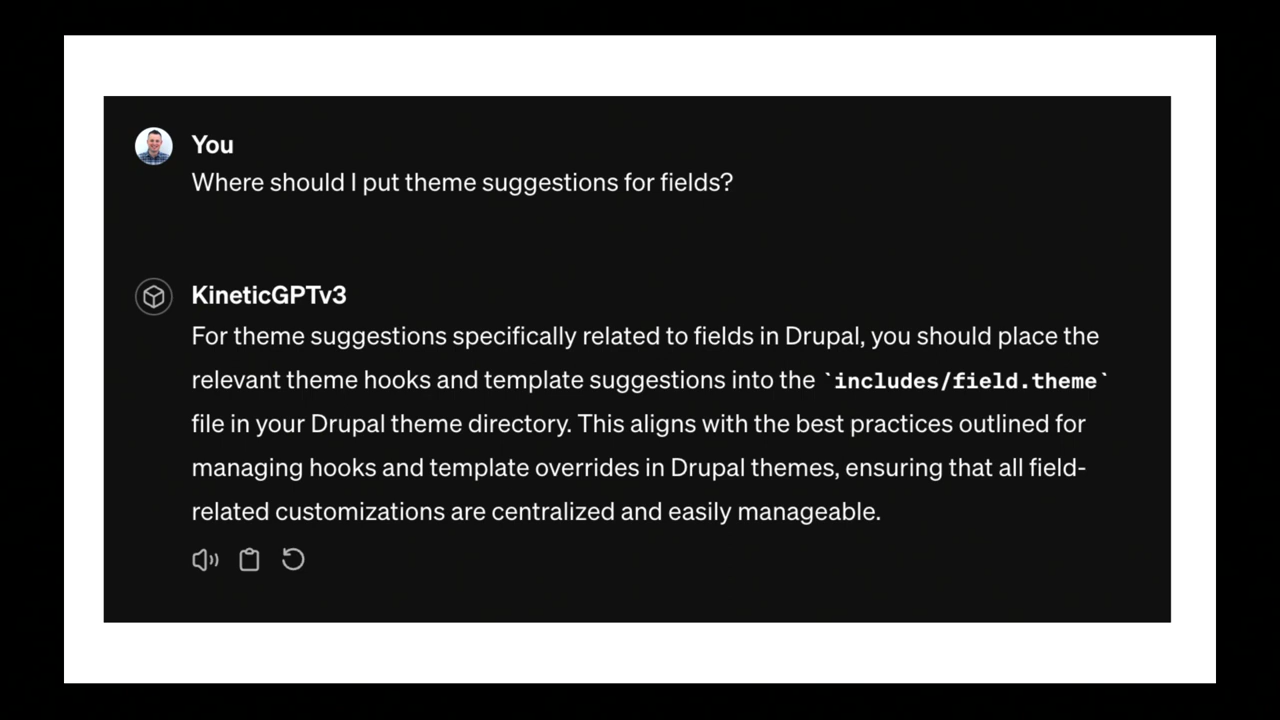 You
Where should I put theme suggestions for fields?
KineticGPTv3
For theme suggestions specifically related to fields in Drupal, you should place the
relevant theme hooks and template suggestions into the `includes/field.theme`
file in your Drupal theme directory. This aligns with the best practices outlined for
managing hooks and template overrides in Drupal themes, ensuring that all field-
related customizations are centralized and easily manageable.